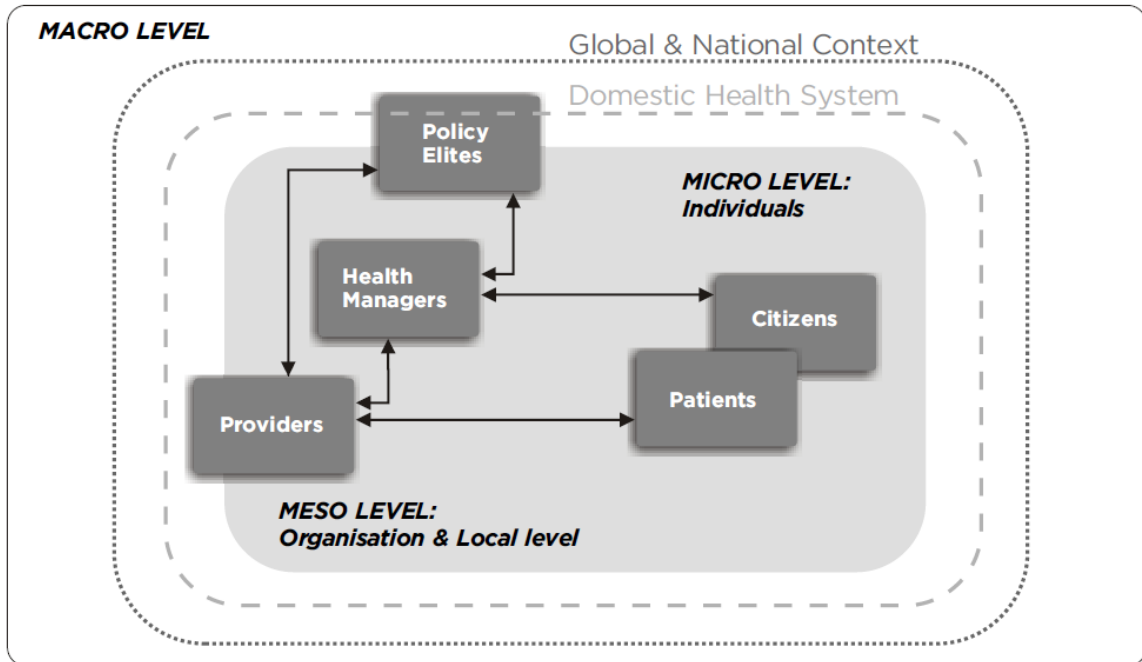 MACRO LEVEL
Global & National Context
Domestic Health System
Policy
Elites
MICRO LEVEL:
Individuals
Health
Managers
Citizens
Patients
Providers
MESO LEVEL:
Organisation & Local level